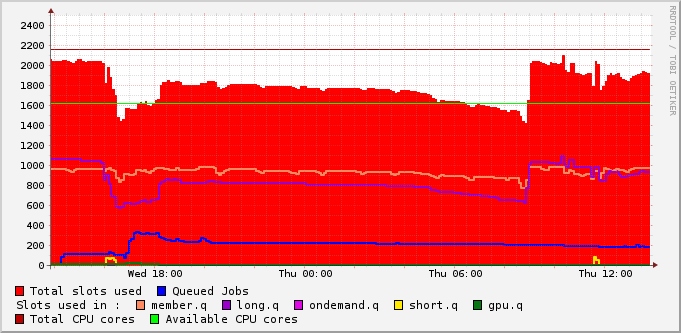 RRDTOOL / TOBI OETIKER
2400
2200
2000
1800
1600
1400
1200
1000
800
600
400
200
0
Wed 18:00 Thu 00:00 Thu 06:00 Thu 12:00
Total slots used Queued Jobs
Slots used in : member.q long.q ondemand.q short.q gpu.q
Total CPU cores Available CPU cores